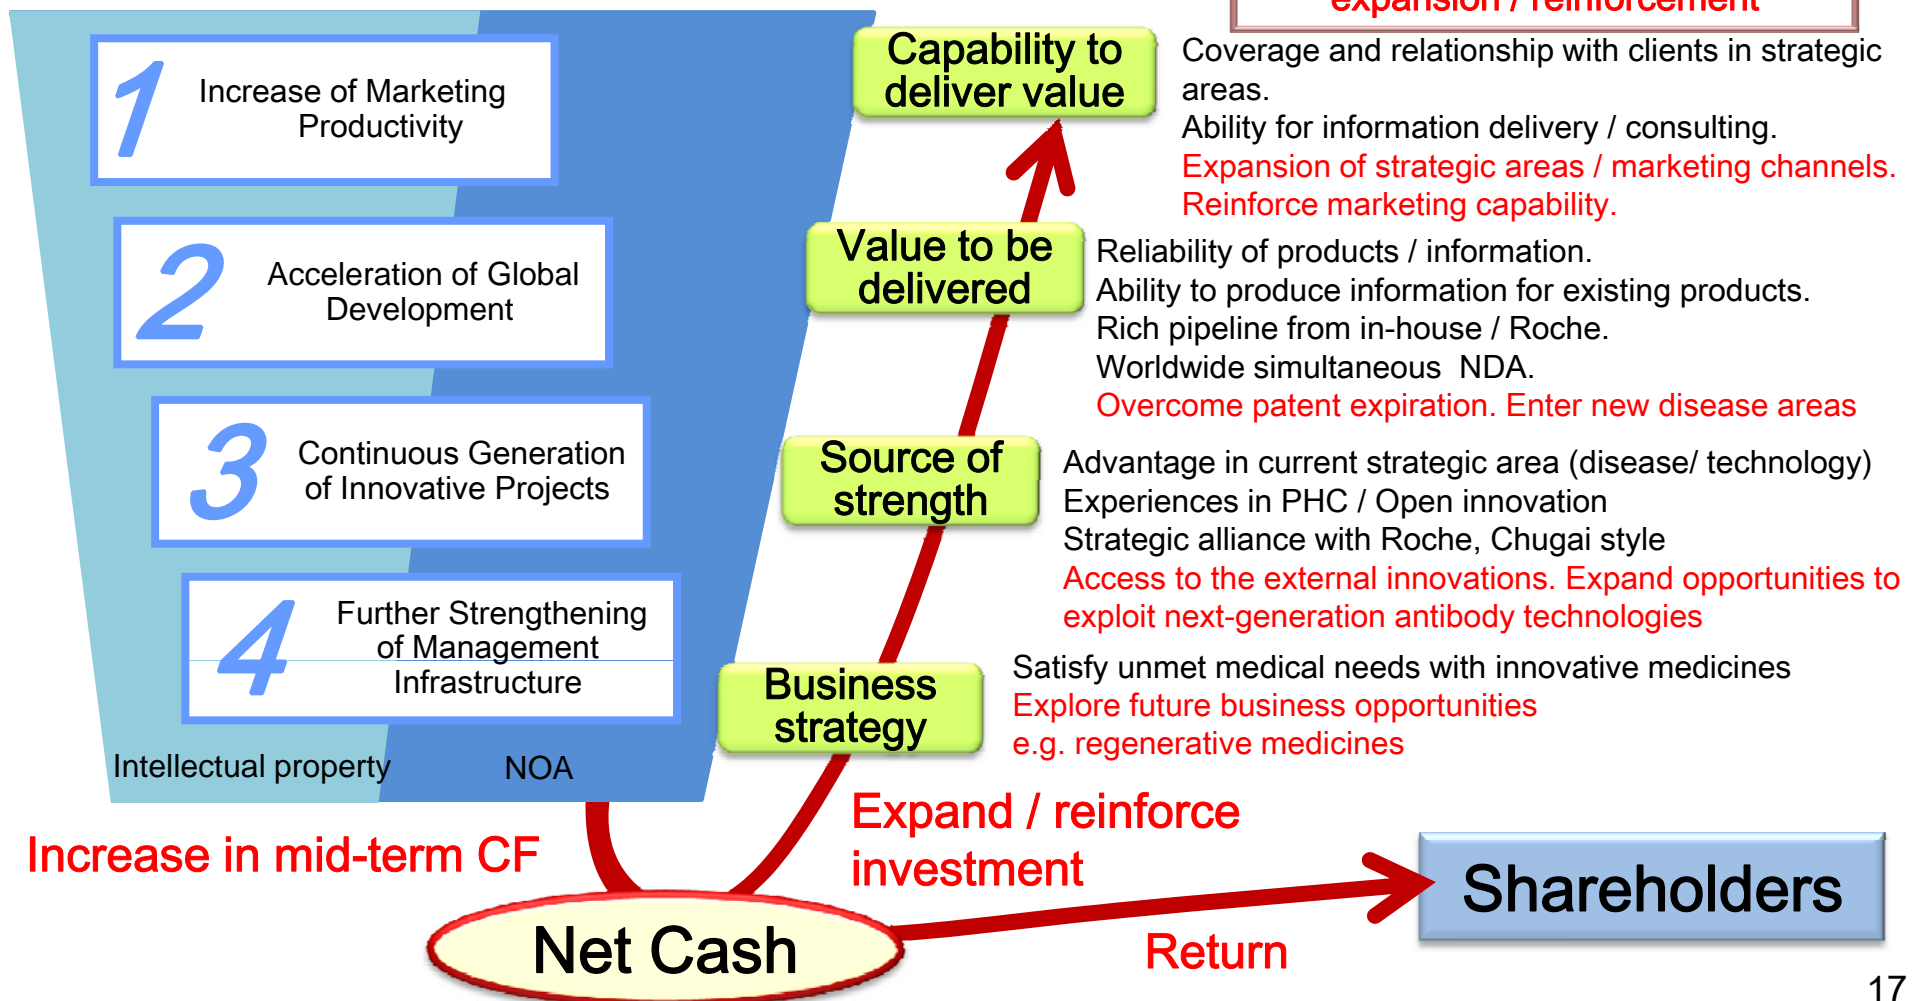 expansion / reinforcement
1
Increase of Marketing
Productivity
2
Acceleration of Global
Development
3
Continuous Generation
of Innovative Projects
4
Further Strengthening
of Management
Infrastructure
Intellectual property
NOA
Capability to
deliver value
Coverage and relationship with clients in strategic
areas.
Ability for information delivery / consulting.
Expansion of strategic areas / marketing channels.
Reinforce marketing capability.
Value to be
delivered
Reliability of products / information.
Ability to produce information for existing products.
Rich pipeline from in-house / Roche.
Worldwide simultaneous  NDA.
Overcome patent expiration. Enter new disease areas
Source of
strength
Advantage in current strategic area (disease/ technology)
Experiences in PHC / Open innovation
Strategic alliance with Roche, Chugai style
Access to the external innovations. Expand opportunities to
exploit next-generation antibody technologies
Business
strategy
Satisfy unmet medical needs with innovative medicines
Explore future business opportunities
e.g. regenerative medicines
Increase in mid-term CF
Expand / reinforce
investment
Net Cash
Return
Shareholders
17